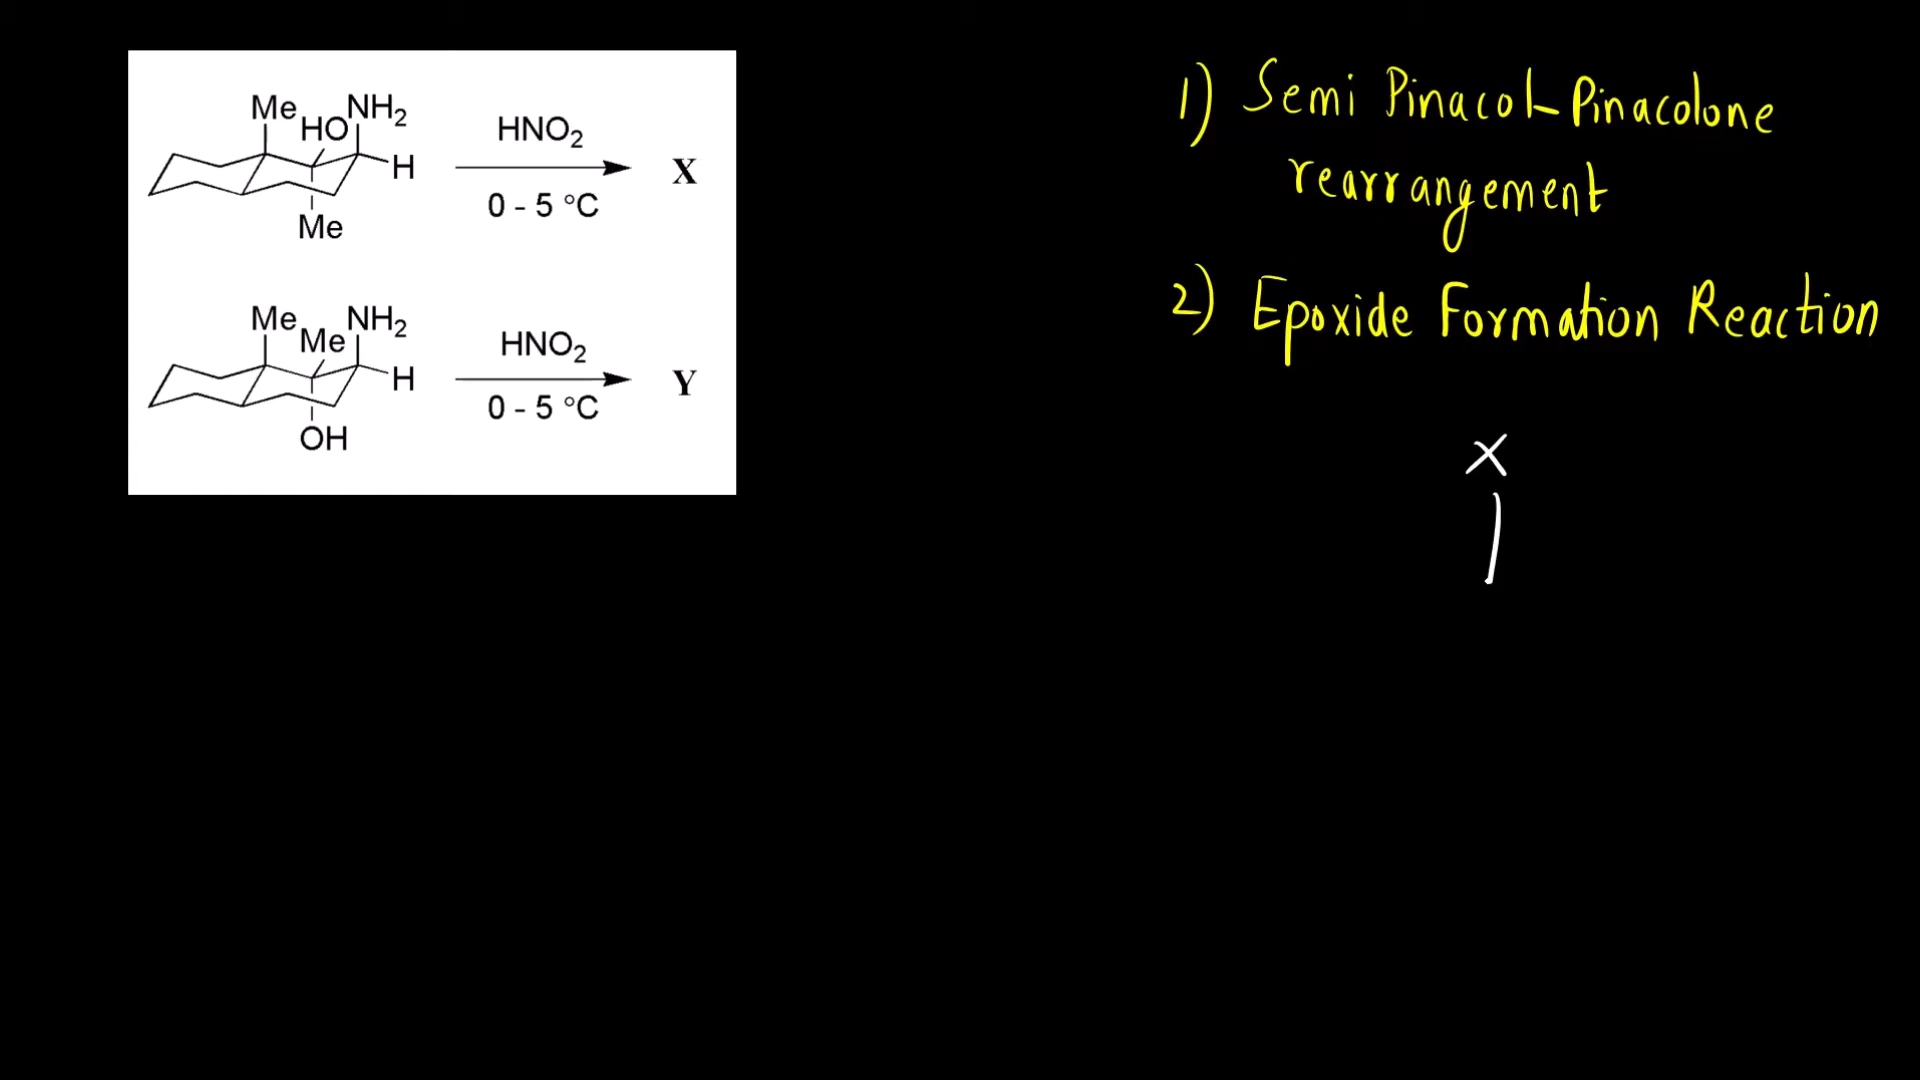 Me
HO
NH2
H
Me
HNO2
0 - 5 °C
X
Me
Me
NH2
H
OH
HNO2
0 - 5 °C
Y
1) Semi Pinacol-Pinacolone
rearrangement
2) Epoxide Formation Reaction
X